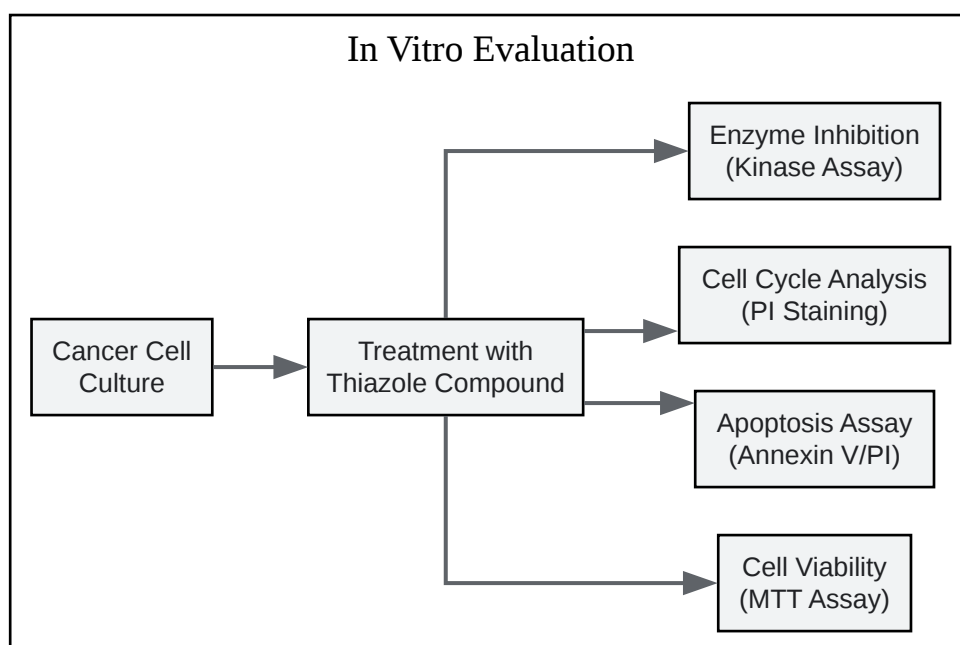 In Vitro Evaluation
Enzyme Inhibition
(Kinase Assay)
Cell Cycle Analysis
(PI Staining)
Cancer Cell
Culture
Treatment with
Thiazole Compound
Apoptosis Assay
(Annexin V/PI)
Cell Viability
(MTT Assay)